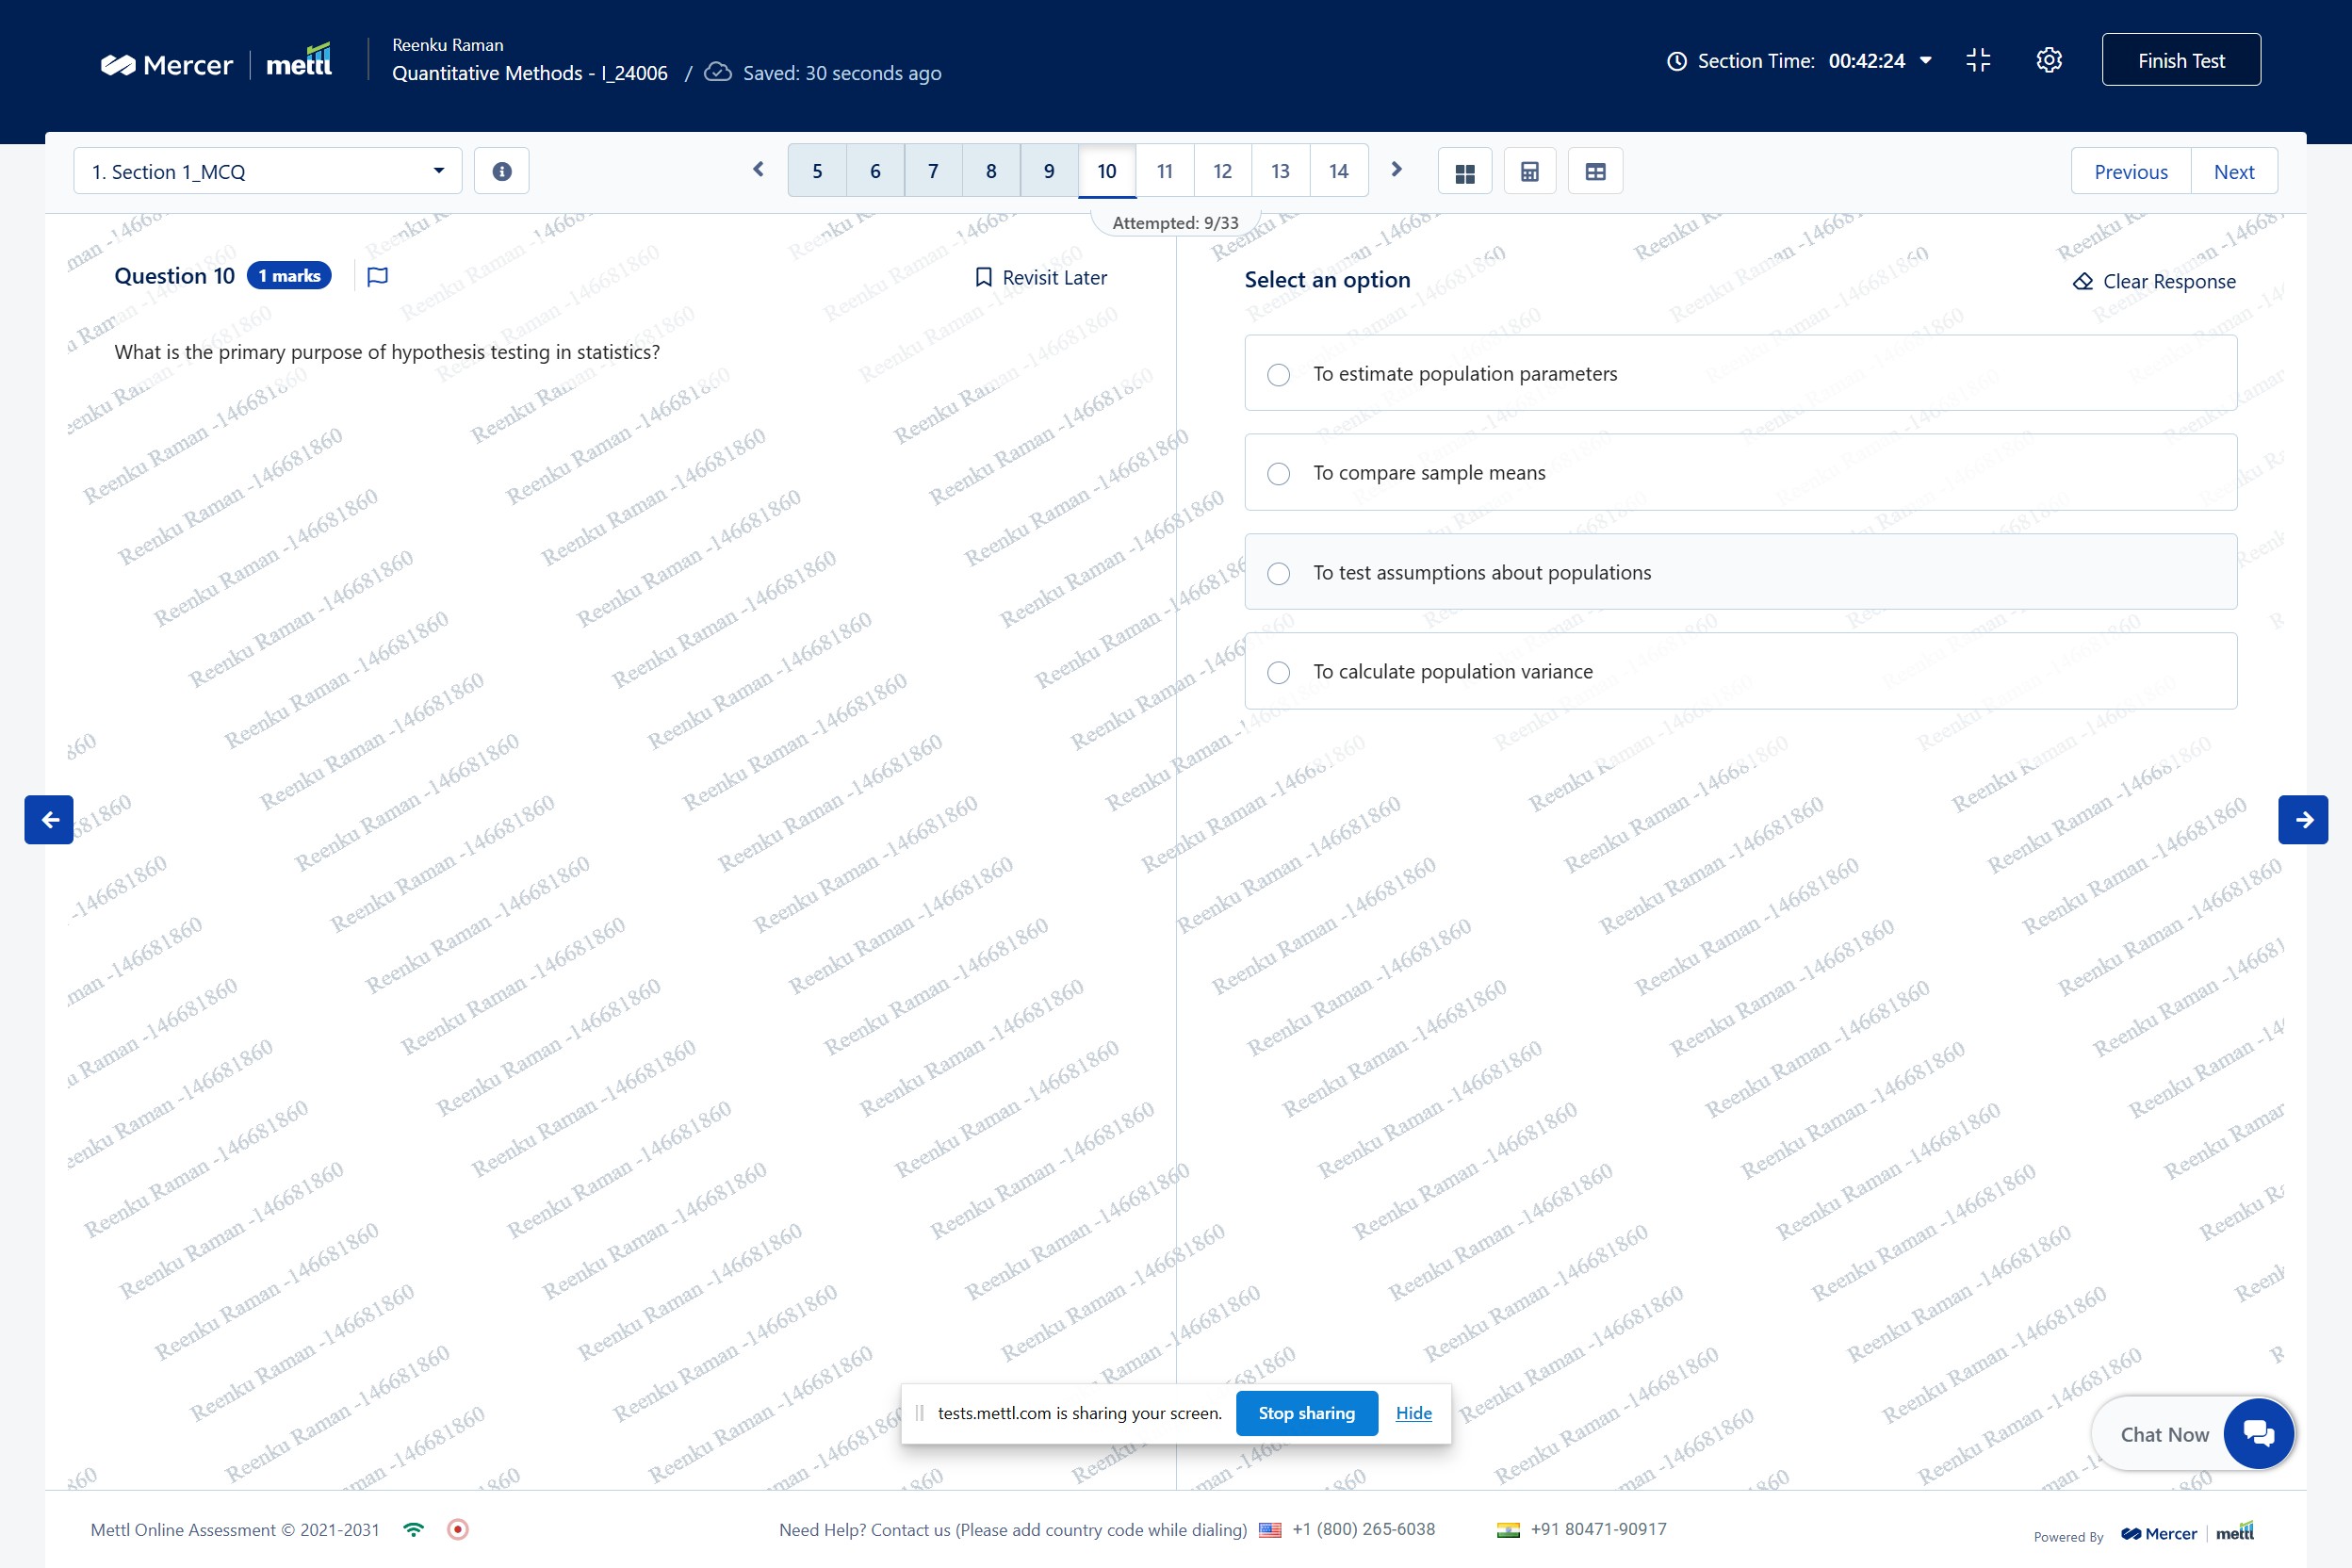 Mercer | mettl
Reenku Raman
Quantitative Methods - I_24006 / Saved: 30 seconds ago
Section Time: 00:42:24
Finish Test
1. Section 1_MCQ
5 6 7 8 9 10 11 12 13 14
Previous Next
Attempted: 9/33
Question 10 1 marks
Revisit Later
What is the primary purpose of hypothesis testing in statistics?
Select an option
Clear Response
To estimate population parameters
To compare sample means
To test assumptions about populations
To calculate population variance
Reenku Raman -146681860
tests.mettl.com is sharing your screen. Stop sharing Hide
Chat Now
Mettl Online Assessment © 2021-2031
Need Help? Contact us (Please add country code while dialing) +1 (800) 265-6038 +91 80471-90917
Powered By Mercer | mettl